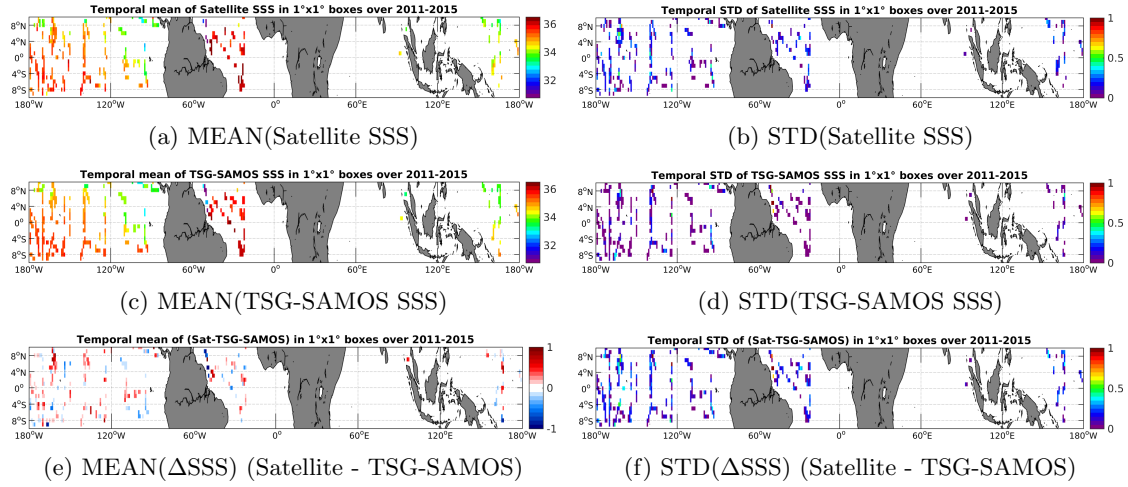 Temporal mean of Satellite SSS in 1°x1° boxes over 2011-2015
8°N
4°N
0°
4°S
8°S
180°W 120°W 60°W 0° 60°E 120°E 180°W
36
34
32
(a) MEAN(Satellite SSS)
Temporal STD of Satellite SSS in 1°x1° boxes over 2011-2015
8°N
4°N
0°
4°S
8°S
180°W 120°W 60°W 0° 60°E 120°E 180°W
1
0.5
0
(b) STD(Satellite SSS)
Temporal mean of TSG-SAMOS SSS in 1°x1° boxes over 2011-2015
8°N
4°N
0°
4°S
8°S
180°W 120°W 60°W 0° 60°E 120°E 180°W
36
34
32
(c) MEAN(TSG-SAMOS SSS)
Temporal STD of TSG-SAMOS SSS in 1°x1° boxes over 2011-2015
8°N
4°N
0°
4°S
8°S
180°W 120°W 60°W 0° 60°E 120°E 180°W
1
0.5
0
(d) STD(TSG-SAMOS SSS)
Temporal mean of (Sat-TSG-SAMOS) in 1°x1° boxes over 2011-2015
8°N
4°N
0°
4°S
8°S
180°W 120°W 60°W 0° 60°E 120°E 180°W
1
0
-1
(e) MEAN(ΔSSS) (Satellite - TSG-SAMOS)
Temporal STD of (Sat-TSG-SAMOS) in 1°x1° boxes over 2011-2015
8°N
4°N
0°
4°S
8°S
180°W 120°W 60°W 0° 60°E 120°E 180°W
1
0.5
0
(f) STD(ΔSSS) (Satellite - TSG-SAMOS)